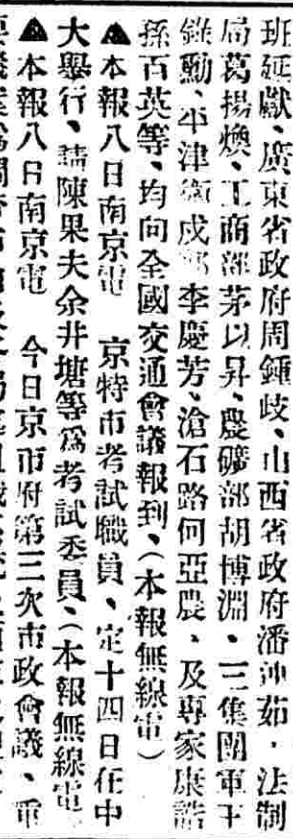 班延獻、廣東省政府周鍾歧、山西省政府潘沖茹、法制
局葛揚煥、工商部茅以昇、農礦部胡博淵、三集團軍王
錄勳、平津衛戍部李慶芳、滄石路何亞農、及專家康誥
孫百英等、均向全國交通會議報到、（本報無線電）
▲本報八日南京電　京特市考試職員、定十四日在中
大舉行、請陳果夫余井塘等爲考試委員、（本報無線電
▲本報八日南京電　今日京市府第三次市政會議、重